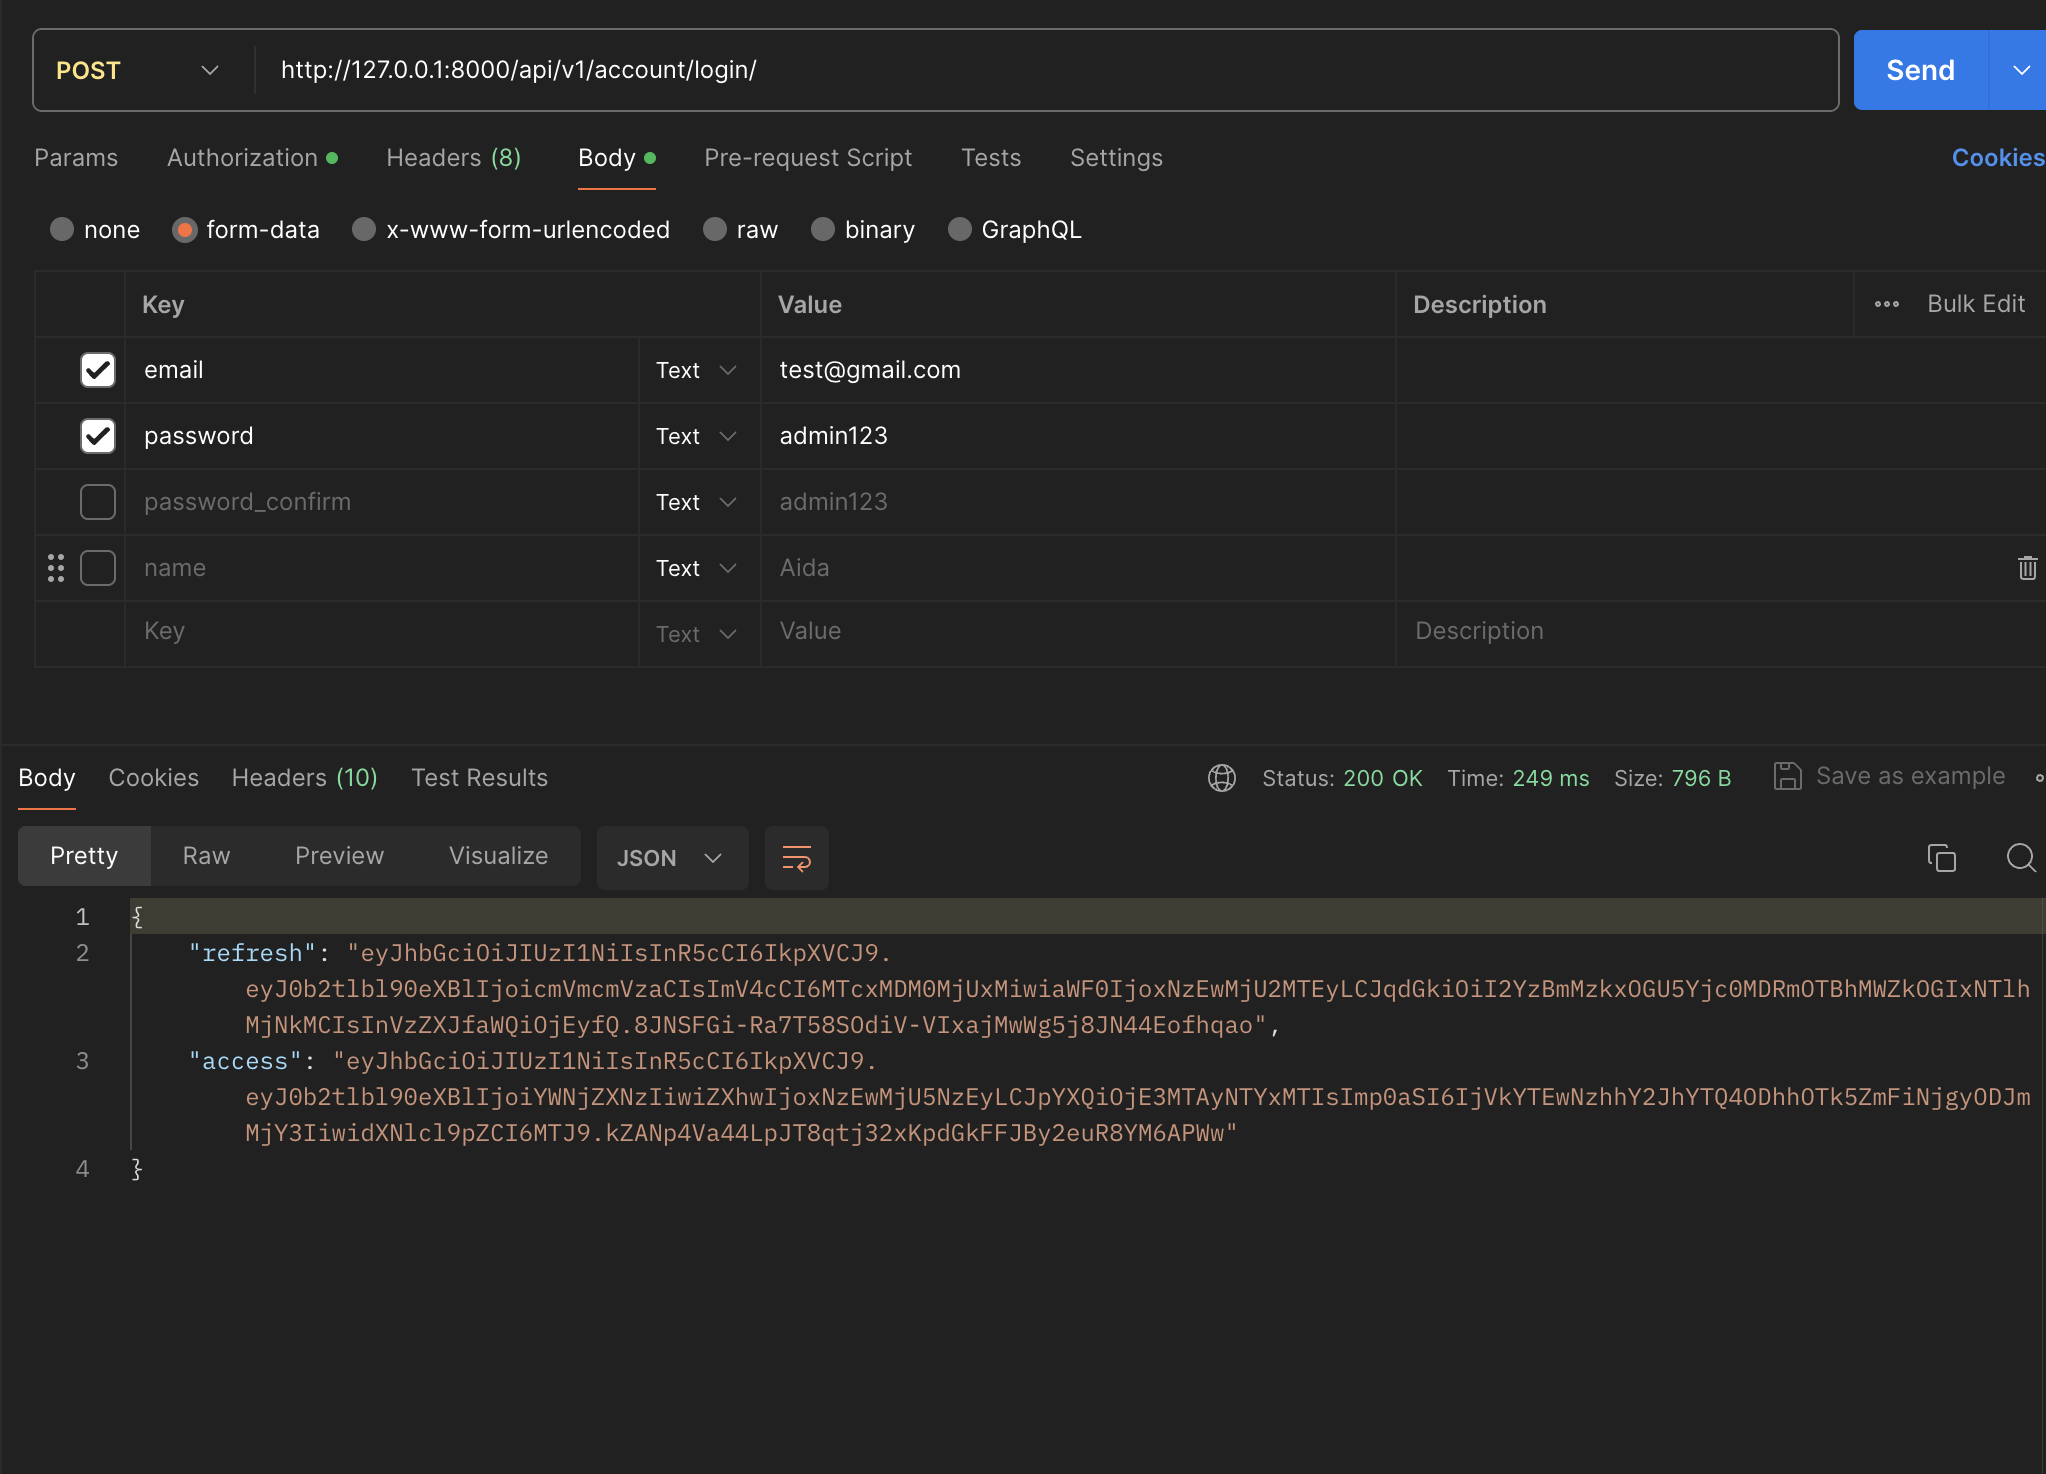 POST http://127.0.0.1:8000/api/v1/account/login/ Send
Params Authorization Headers (8) Body Pre-request Script Tests Settings Cookies
none form-data x-www-form-urlencoded raw binary GraphQL
Key Value Description Bulk Edit
email Text test@gmail.com
password Text admin123
password_confirm Text admin123
name Text Aida
Key Text Value Description
Body Cookies Headers (10) Test Results Status: 200 OK Time: 249 ms Size: 796 B Save as example
Pretty Raw Preview Visualize JSON
1 {
2 "refresh": "eyJhbGciOiJIUzI1NiIsInR5cCI6IkpXVCJ9.
eyJ0b2tlbl90eXBlIjoicmVmcmVzaCIsImV4cCI6MTcxMDM0MjUxMiwiaWF0IjoxNzEwMjU2MTEyLCJqdGkiOiI2YzBmMzkxOGU5Yjc0MDRmOTBhMWZkOGIxNTlh
MjNkMCIsInVzZXJfaWQiOjEyfQ.8JNSFGi-Ra7T58SOdiV-VIxajMwWg5j8JN44Eofhqao",
3 "access": "eyJhbGciOiJIUzI1NiIsInR5cCI6IkpXVCJ9.
eyJ0b2tlbl90eXBlIjoiYWNjZXNzIiwiZXhwIjoxNzEwMjU5NzEyLCJpYXQiOjE3MTAyNTYxMTIsImp0aSI6IjVkYTEwNzhhY2JhYTQ4ODhhOTk5ZmFiNjgyODJm
MjY3IiwidXNlcl9pZCI6MTJ9.kZANp4Va44LpJT8qtj32xKpdGkFFJBy2euR8YM6APWw"
4 }